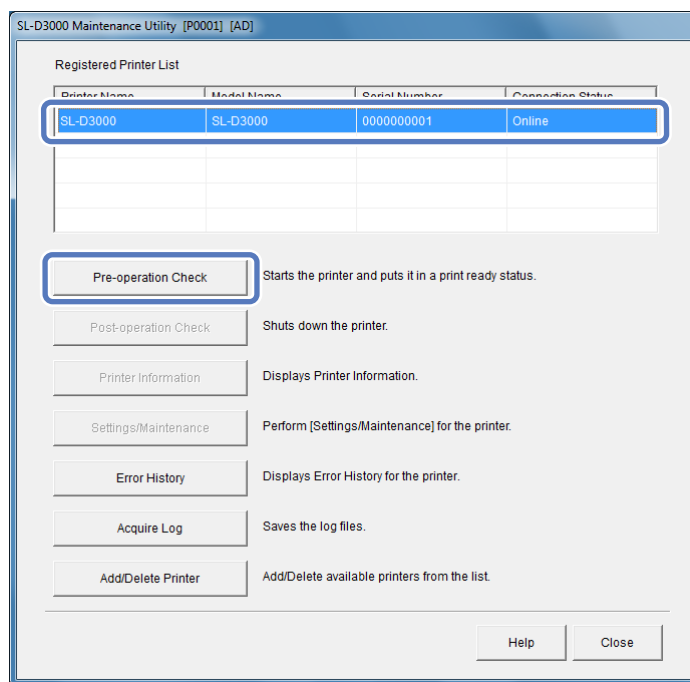 SL-D3000 Maintenance Utility [P0001] [AD]
Registered Printer List
Printer Name Model Name Serial Number Connection Status
SL-D3000 SL-D3000 0000000001 Online
Pre-operation Check Starts the printer and puts it in a print ready status.
Post-operation Check Shuts down the printer.
Printer Information Displays Printer Information.
Settings/Maintenance Perform [Settings/Maintenance] for the printer.
Error History Displays Error History for the printer.
Acquire Log Saves the log files.
Add/Delete Printer Add/Delete available printers from the list.
Help Close